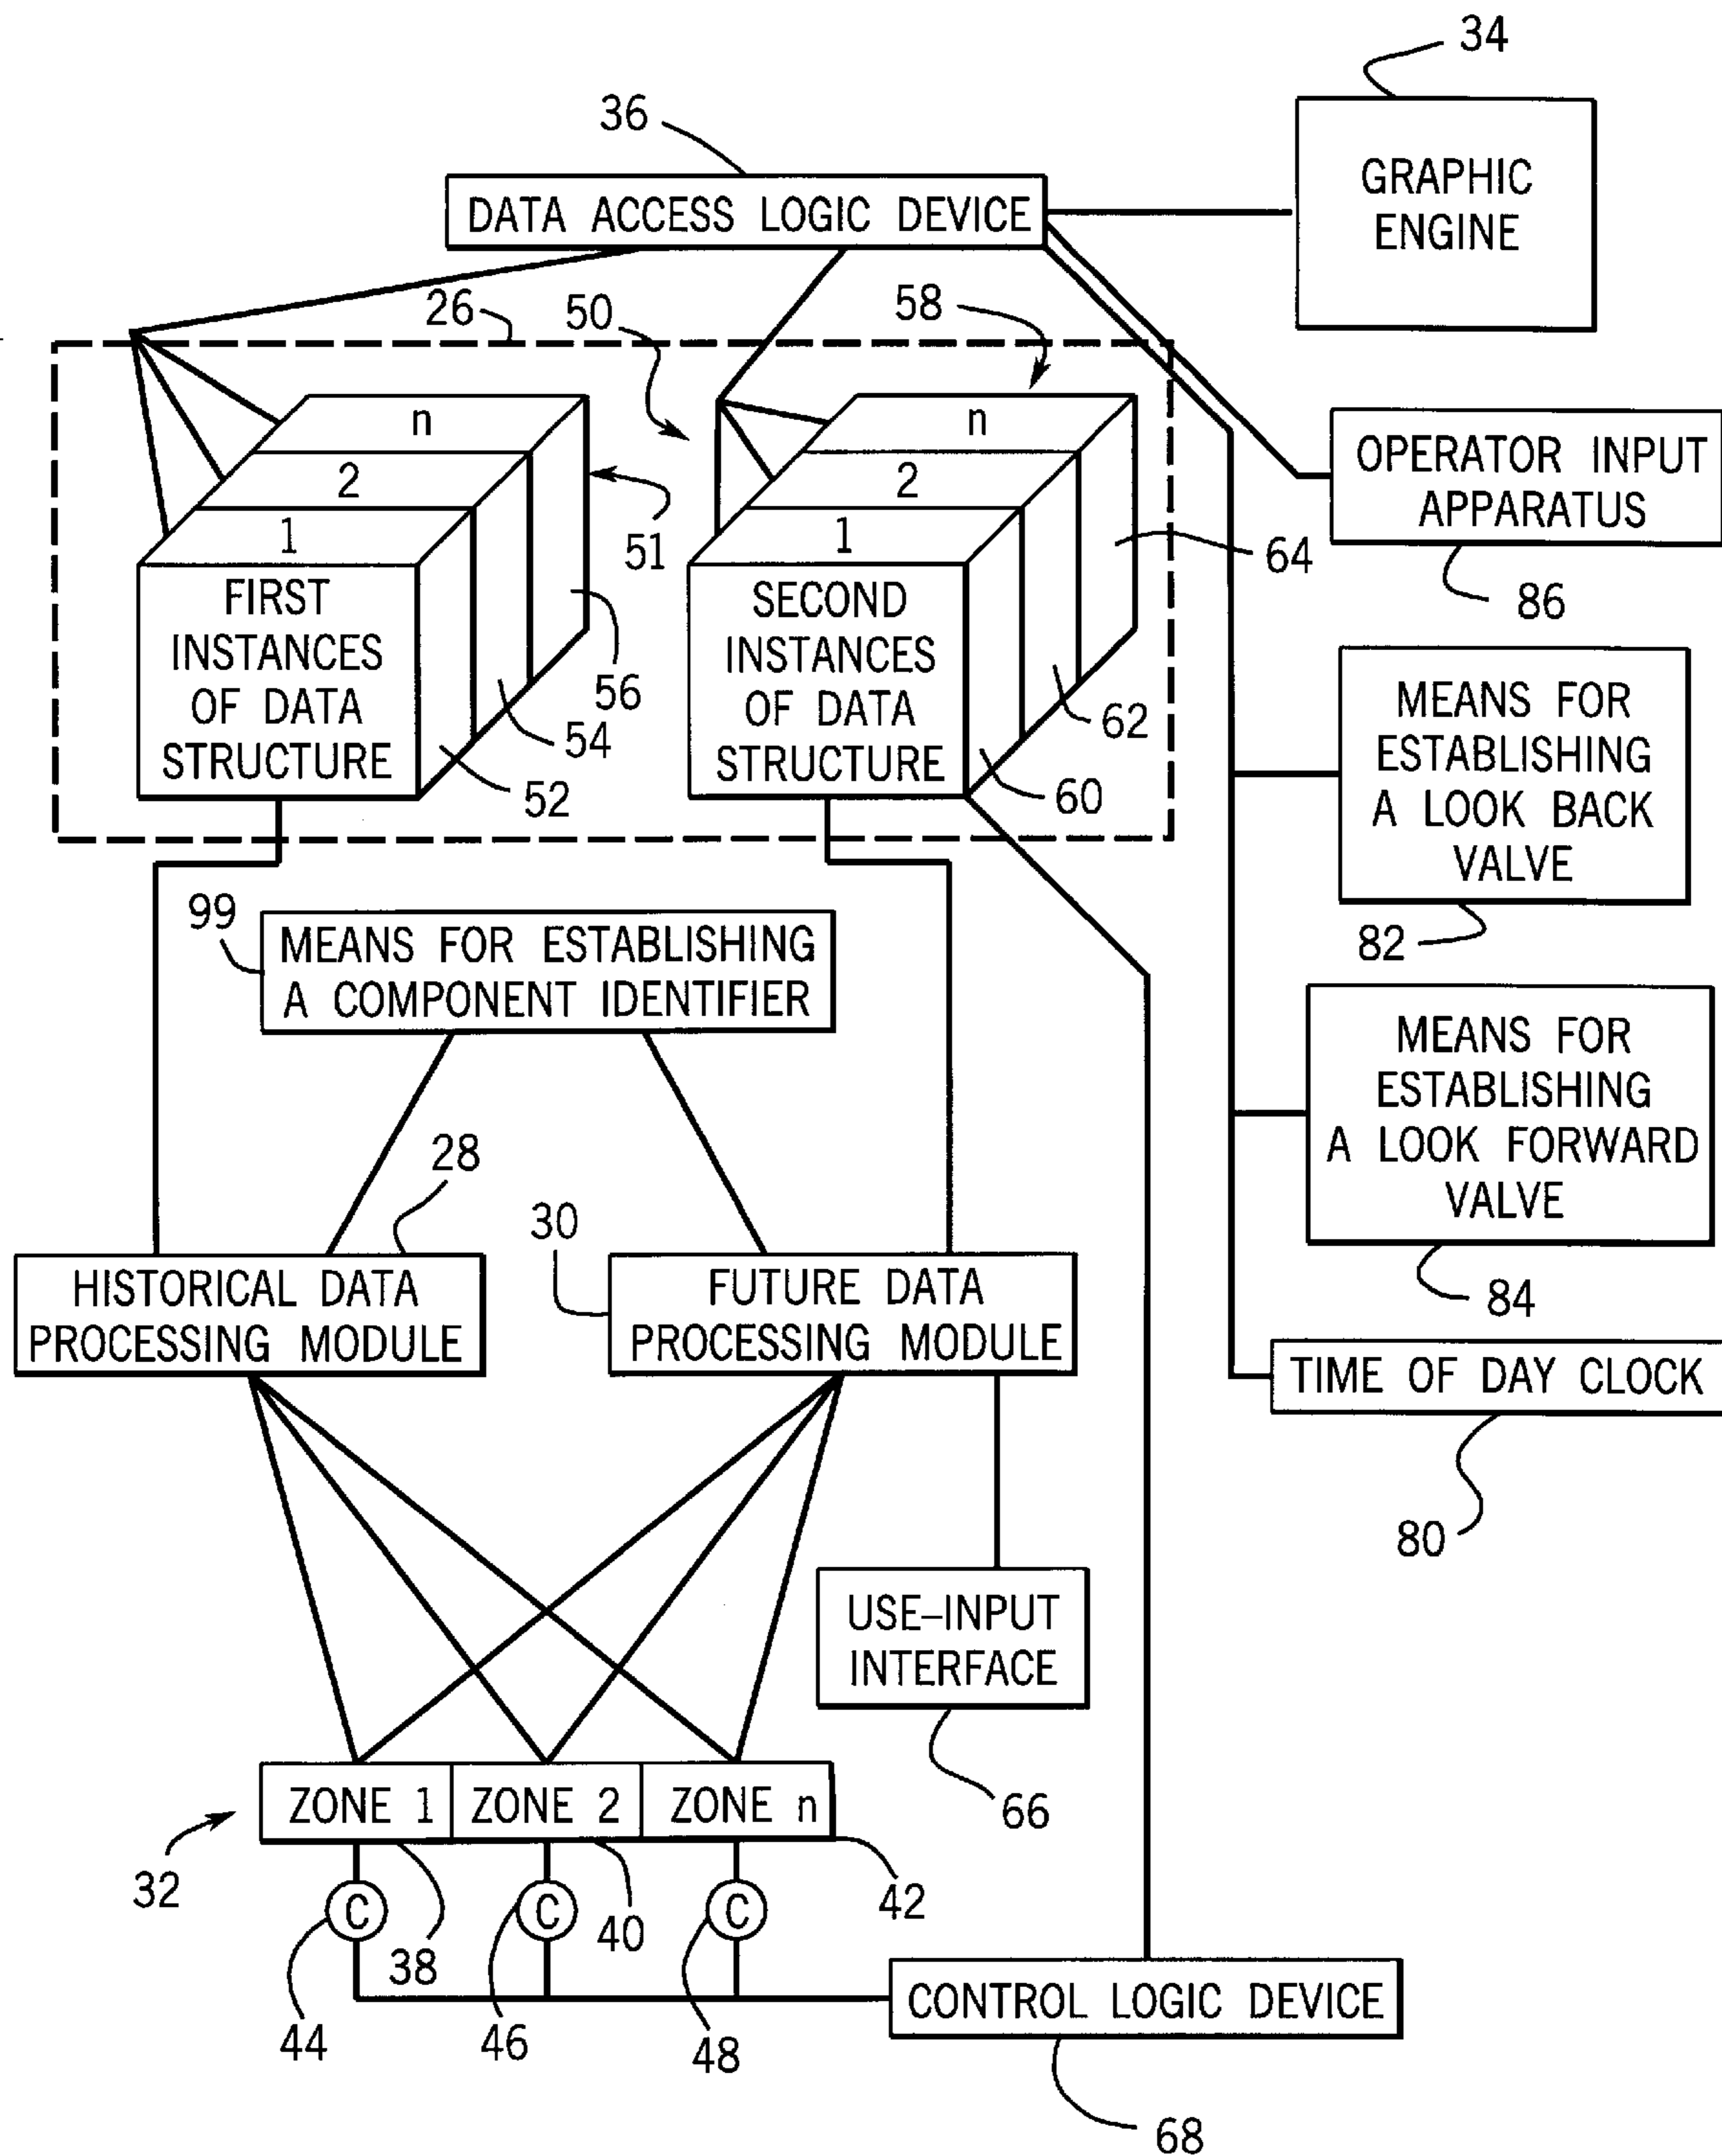 34
36
GRAPHIC
ENGINE
DATA ACCESS LOGIC DEVICE
26
50
58
n
2
1
51
FIRST
INSTANCES
OF DATA
STRUCTURE
56
54
52
n
2
1
64
SECOND
INSTANCES
OF DATA
STRUCTURE
62
60
OPERATOR INPUT
APPARATUS
86
MEANS FOR
ESTABLISHING
A LOOK BACK
VALVE
82
99
MEANS FOR ESTABLISHING
A COMPONENT IDENTIFIER
MEANS FOR
ESTABLISHING
A LOOK FORWARD
VALVE
84
28
30
HISTORICAL DATA
PROCESSING MODULE
FUTURE DATA
PROCESSING MODULE
TIME OF DAY CLOCK
80
USE–INPUT
INTERFACE
66
ZONE 1
ZONE 2
ZONE n
32
C
C
C
42
40
38
44
46
48
CONTROL LOGIC DEVICE
68